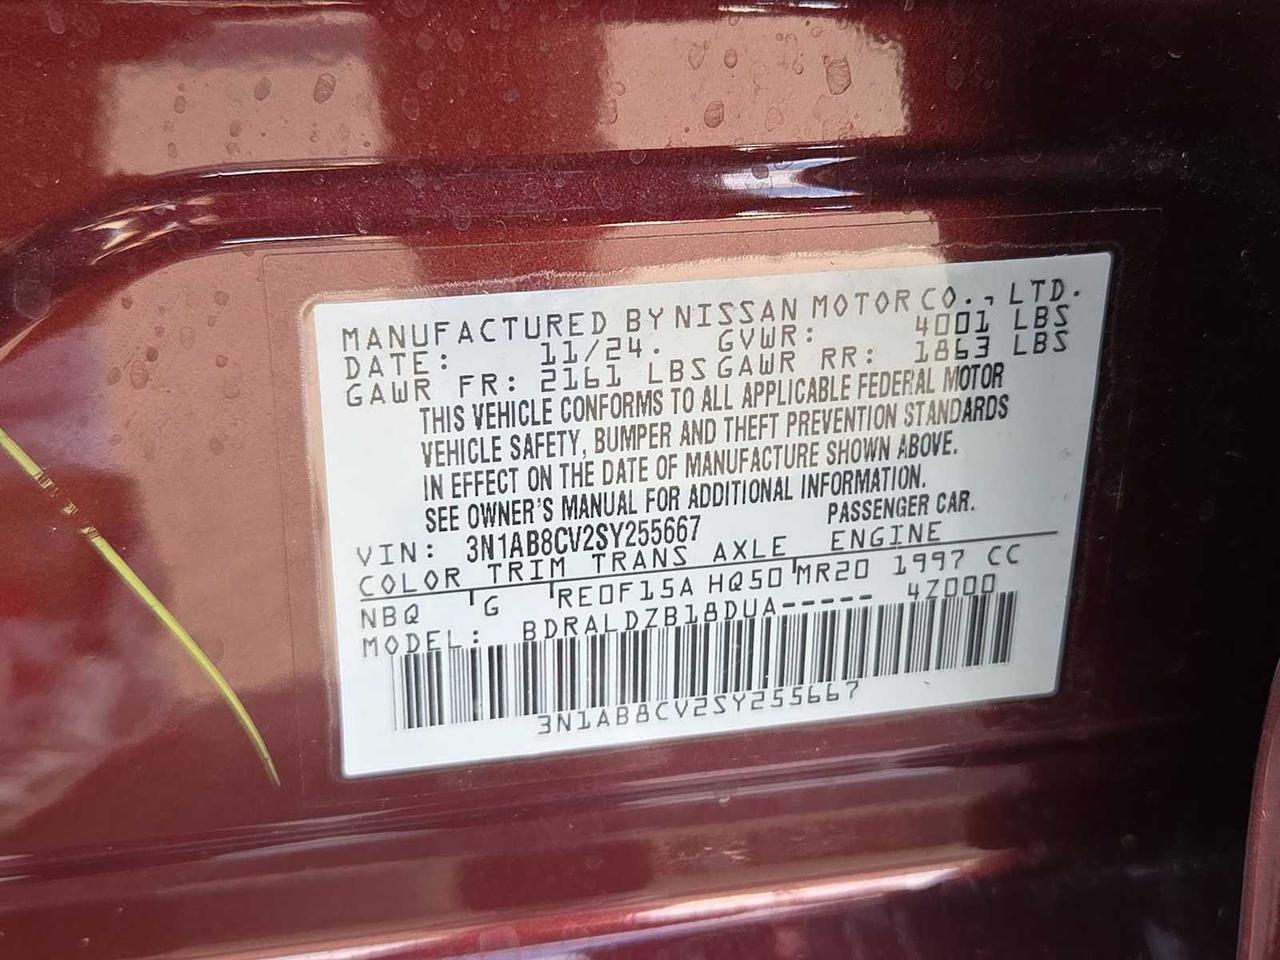 MANUFACTURED BY NISSAN MOTOR CO., LTD.
DATE: 11/24. GVWR: 4001 LBS
GAWR FR: 2161 LBS GAWR RR: 1863 LBS
THIS VEHICLE CONFORMS TO ALL APPLICABLE FEDERAL MOTOR
VEHICLE SAFETY, BUMPER AND THEFT PREVENTION STANDARDS
IN EFFECT ON THE DATE OF MANUFACTURE SHOWN ABOVE.
SEE OWNER'S MANUAL FOR ADDITIONAL INFORMATION.
VIN: 3N1AB8CV2SY255667 PASSENGER CAR.
COLOR TRIM TRANS AXLE ENGINE
NBQ G RE0F15A HQ50 MR20 1997 CC
MODEL: BDRALDZB18DUA----- 4Z000
3N1AB8CV2SY255667